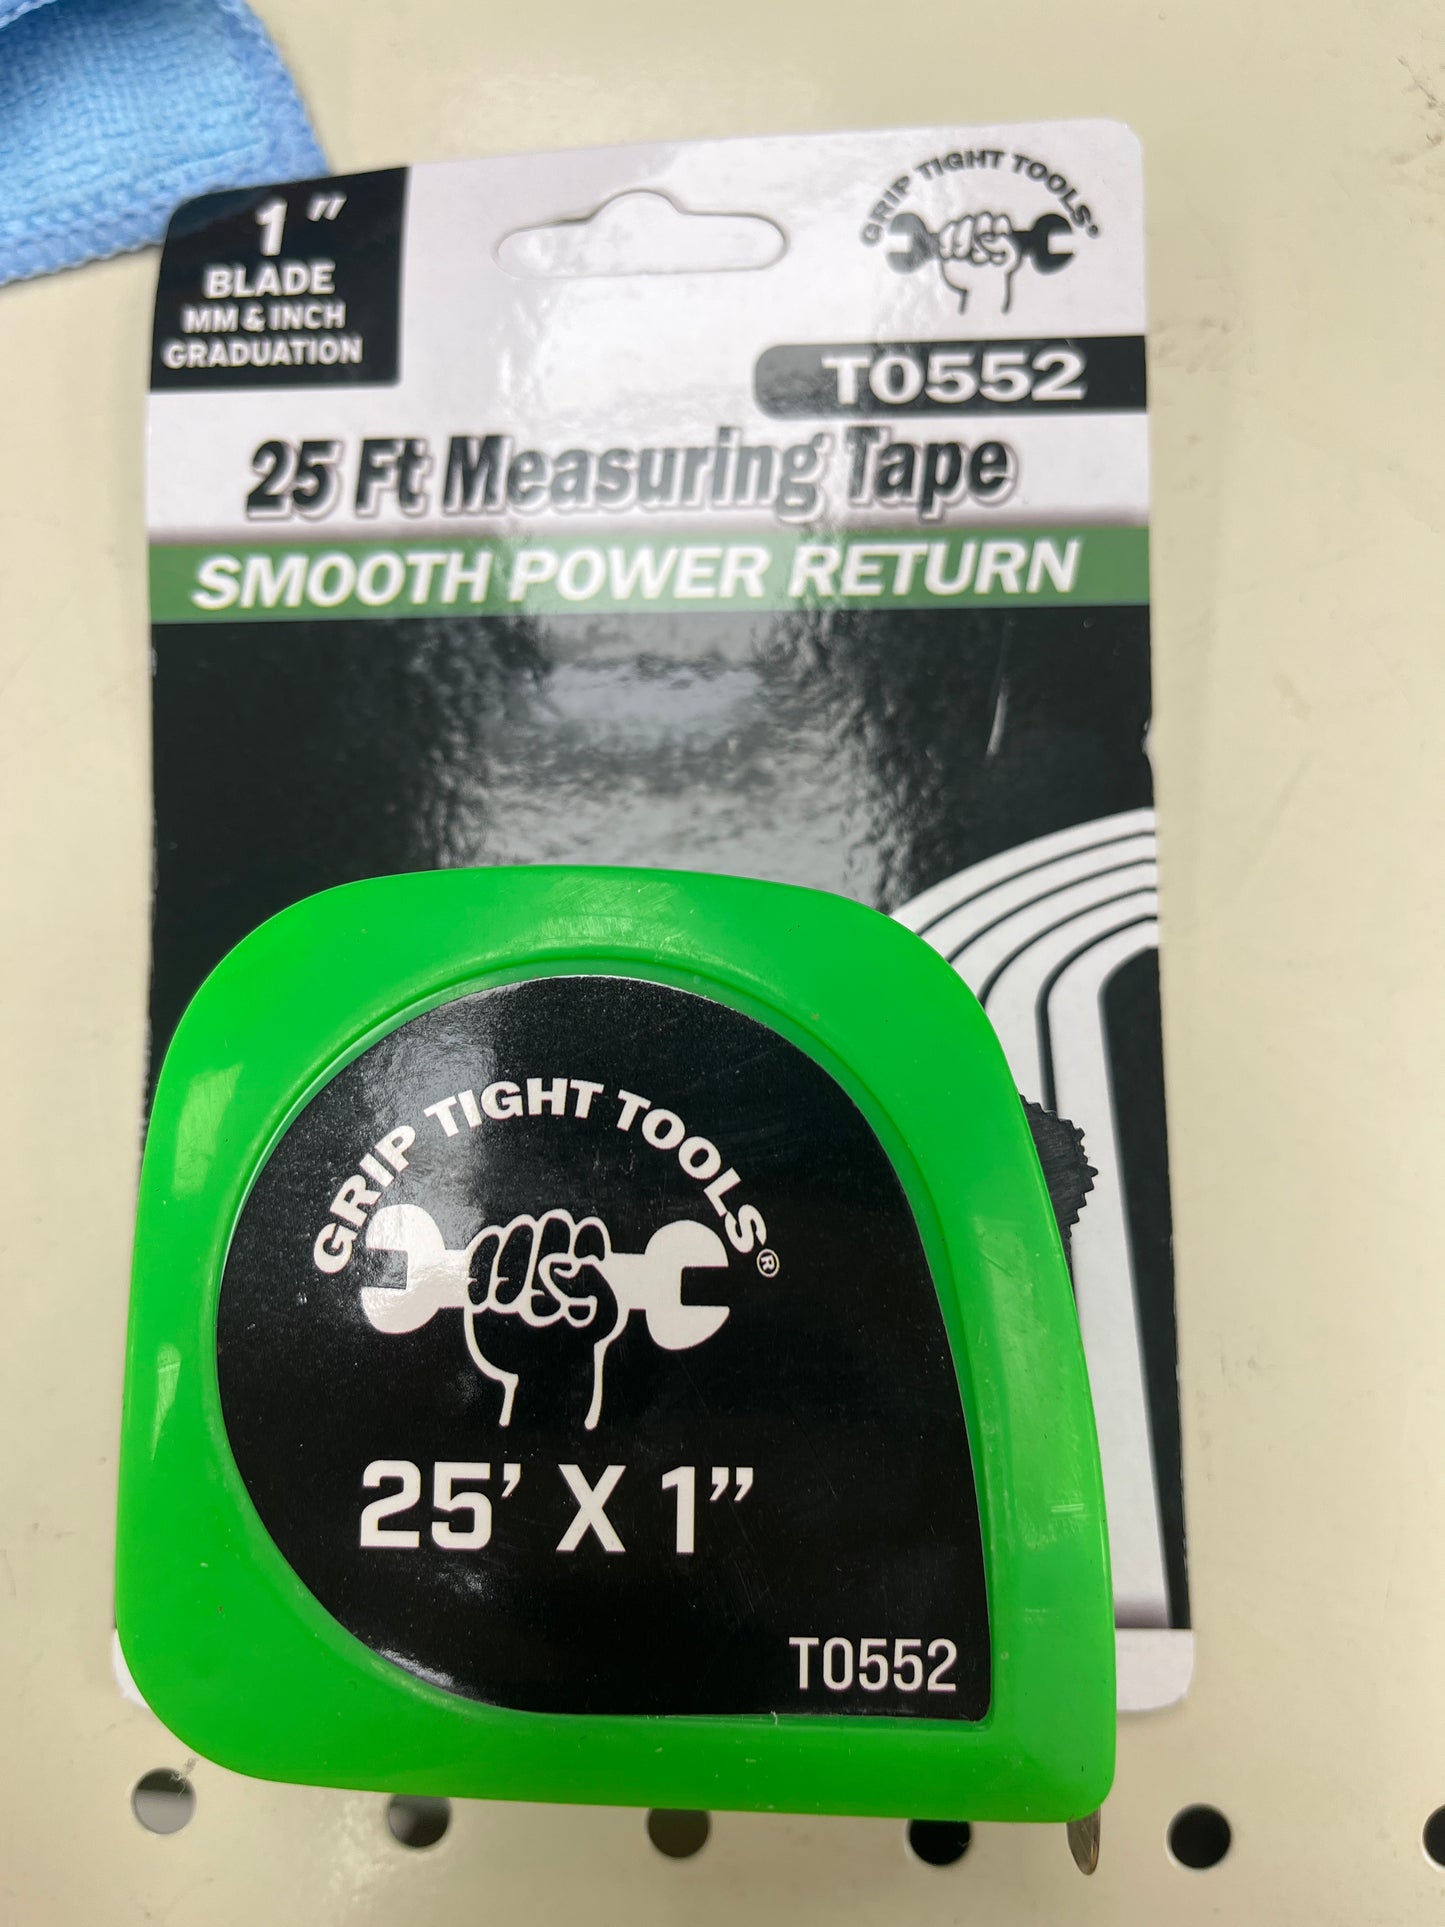 1"
BLADE
MM & INCH
GRADUATION
GRIP TIGHT TOOLS®
T0552
25 Ft Measuring Tape
SMOOTH POWER RETURN
GRIP TIGHT TOOLS®
25' X 1"
T0552